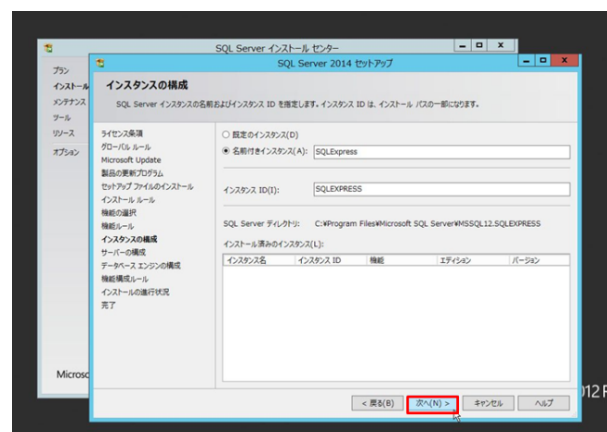 SQL Server インストール センター
プラン
インストール
メンテナンス
ツール
リソース
オプション
Microso
012 R
SQL Server 2014 セットアップ
インスタンスの構成
SQL Server インスタンスの名前およびインスタンス ID を指定します。インスタンス ID は、インストール パスの一部になります。
ライセンス条項
グローバル ルール
Microsoft Update
製品の更新プログラム
セットアップ ファイルのインストール
インストール ルール
機能の選択
機能ルール
インスタンスの構成
サーバーの構成
データベース エンジンの構成
機能構成ルール
インストールの進行状況
完了
既定のインスタンス(D)
名前付きインスタンス(A): SQLExpress
インスタンス ID(I): SQLEXPRESS
SQL Server ディレクトリ: C:¥Program Files¥Microsoft SQL Server¥MSSQL12.SQLEXPRESS
インストール済みのインスタンス(L):
インスタンス名 インスタンス ID 機能 エディション バージョン
< 戻る(B) 次へ(N) > キャンセル ヘルプ